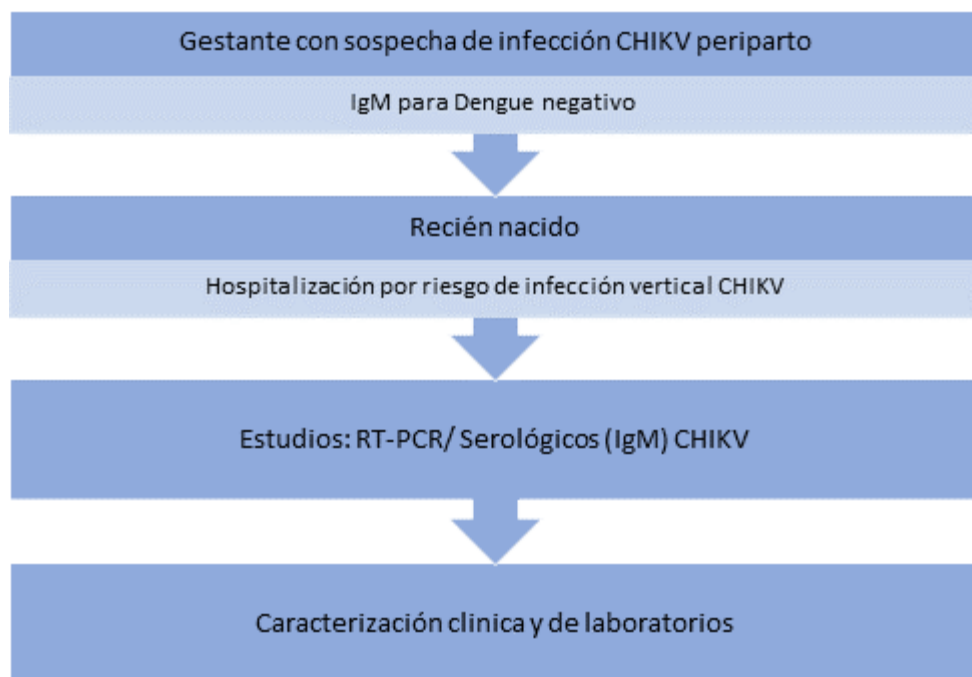 Gestante con sospecha de infección CHIKV periparto
IgM para Dengue negativo
Recién nacido
Hospitalización por riesgo de infección vertical CHIKV
Estudios: RT-PCR/ Serológicos (IgM) CHIKV
Caracterización clinica y de laboratorios